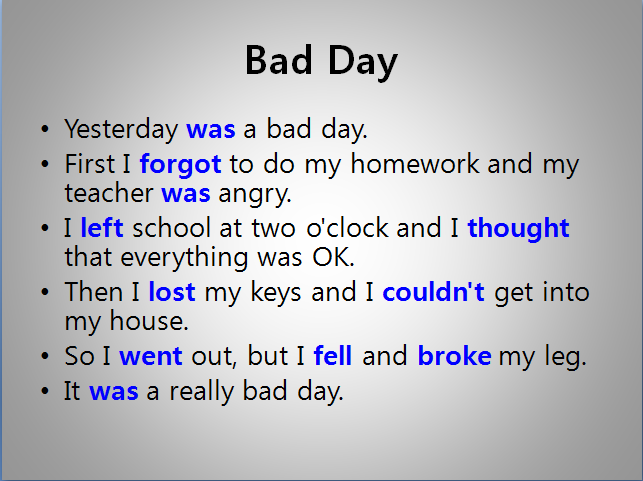 Bad Day
• Yesterday was a bad day.
• First I forgot to do my homework and my
teacher was angry.
• I left school at two o'clock and I thought
that everything was OK.
• Then I lost my keys and I couldn't get into
my house.
• So I went out, but I fell and broke my leg.
• It was a really bad day.